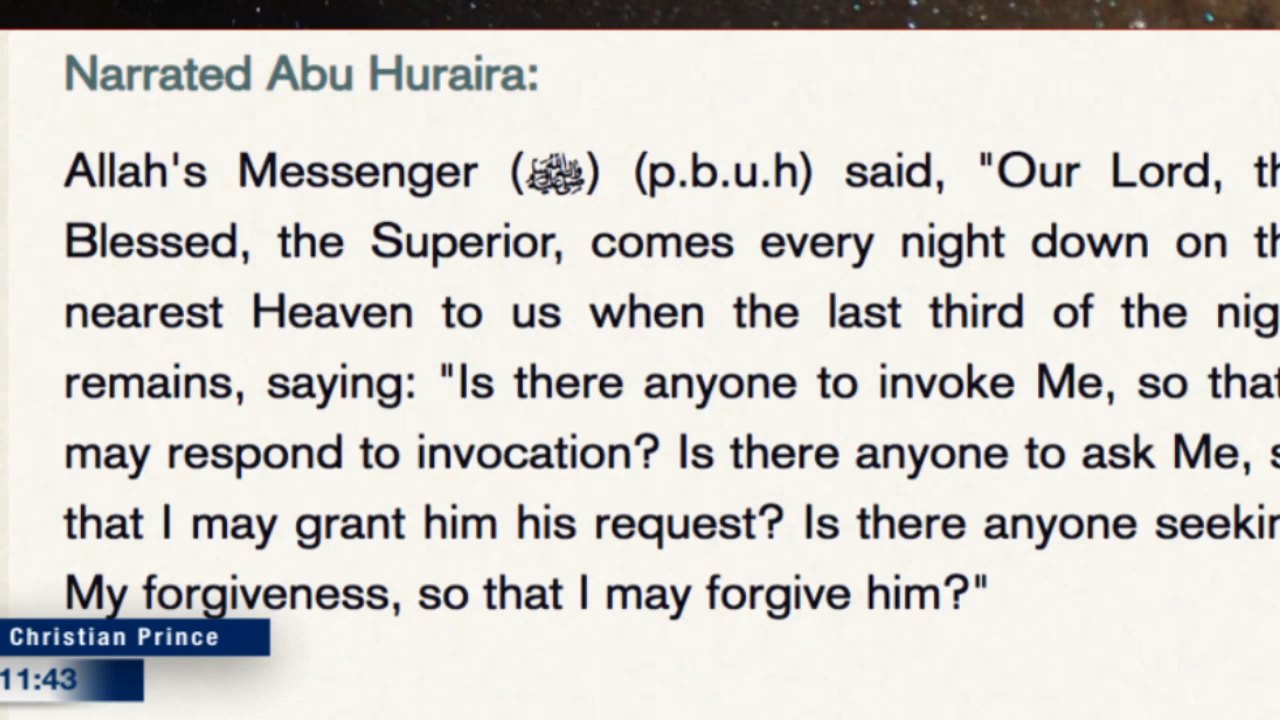 Narrated Abu Huraira:
Allah's Messenger (ﷺ) (p.b.u.h) said, "Our Lord, th
Blessed, the Superior, comes every night down on th
nearest Heaven to us when the last third of the nig
remains, saying: "Is there anyone to invoke Me, so that
may respond to invocation? Is there anyone to ask Me, s
that I may grant him his request? Is there anyone seekin
My forgiveness, so that I may forgive him?"
Christian Prince
11:43